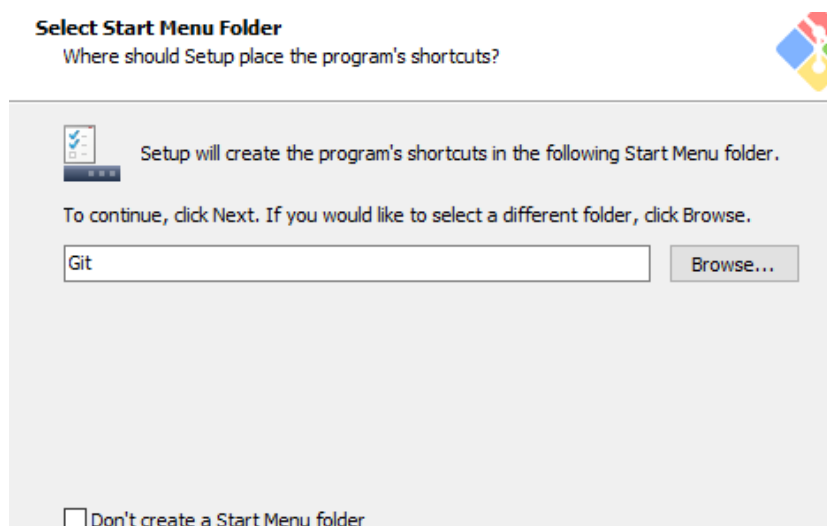 Select Start Menu Folder
Where should Setup place the program's shortcuts?
Setup will create the program's shortcuts in the following Start Menu folder.
To continue, click Next. If you would like to select a different folder, click Browse.
Git
Browse...
Don't create a Start Menu folder